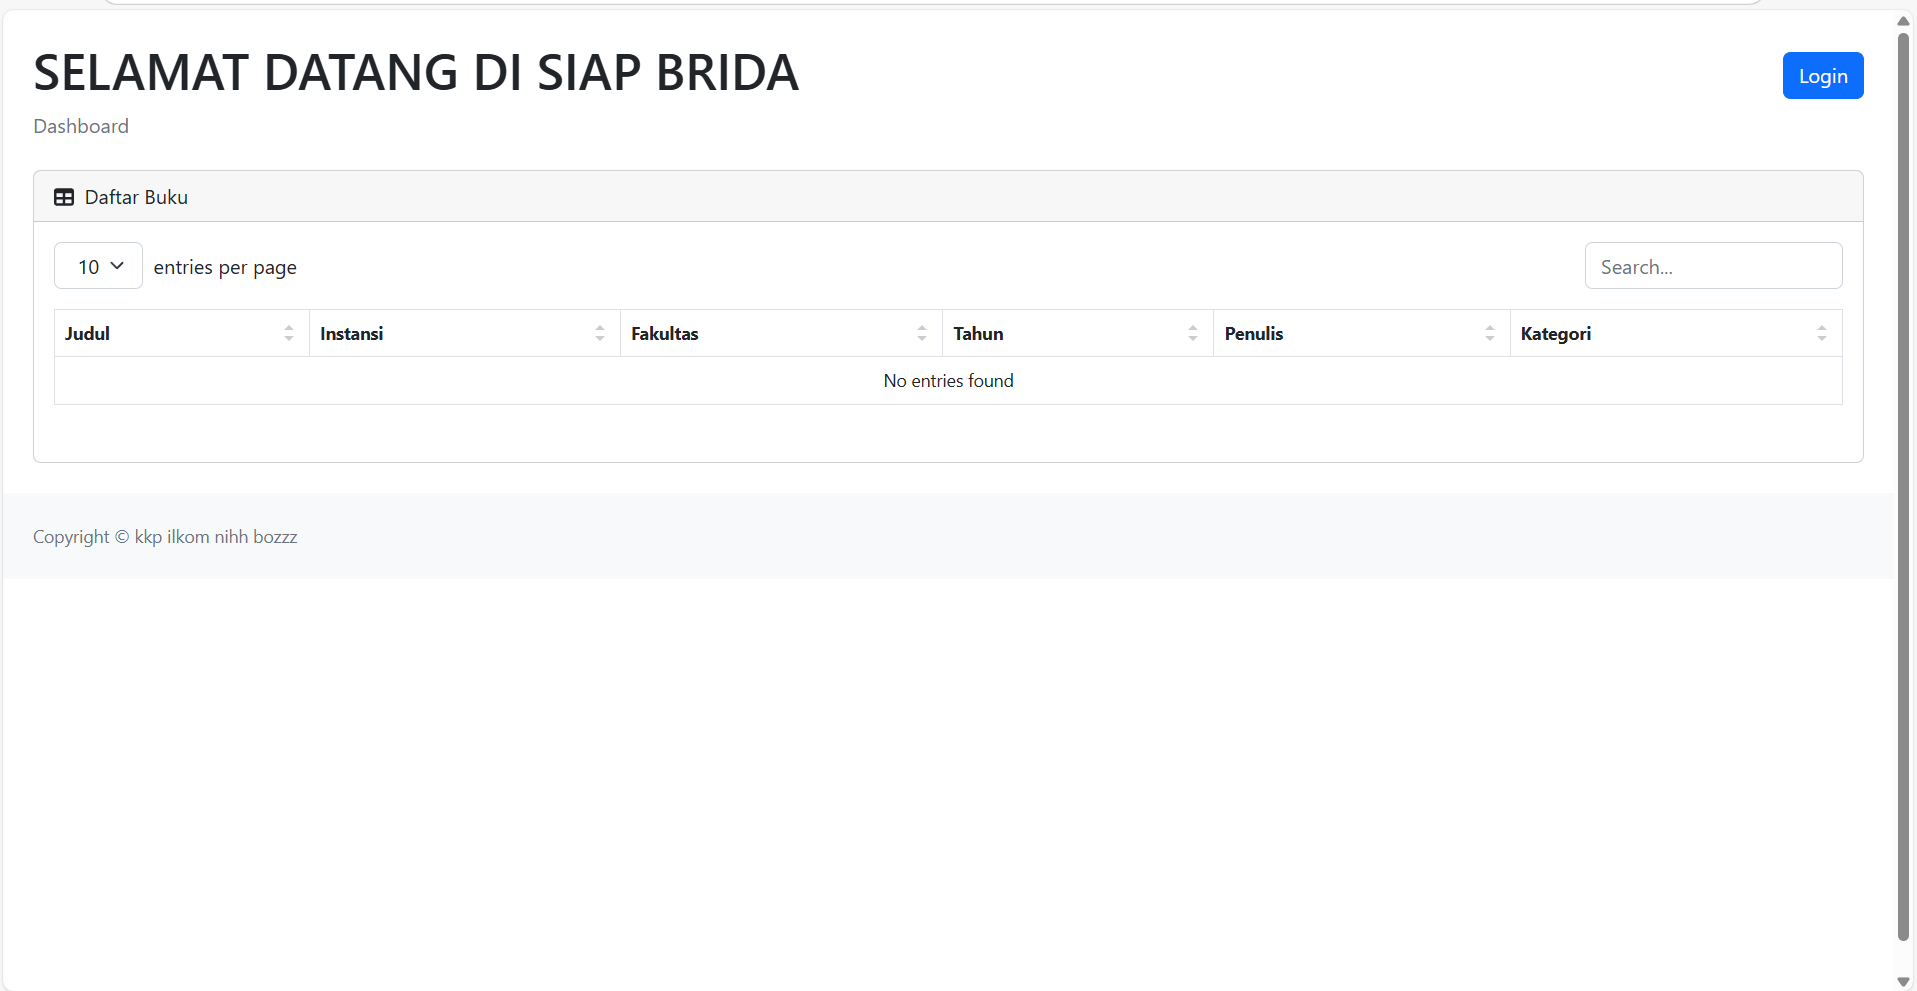 SELAMAT DATANG DI SIAP BRIDA
Login
Dashboard
Daftar Buku
10 entries per page
Search...
Judul Instansi Fakultas Tahun Penulis Kategori
No entries found
Copyright © kkp ilkom nihh bozzz